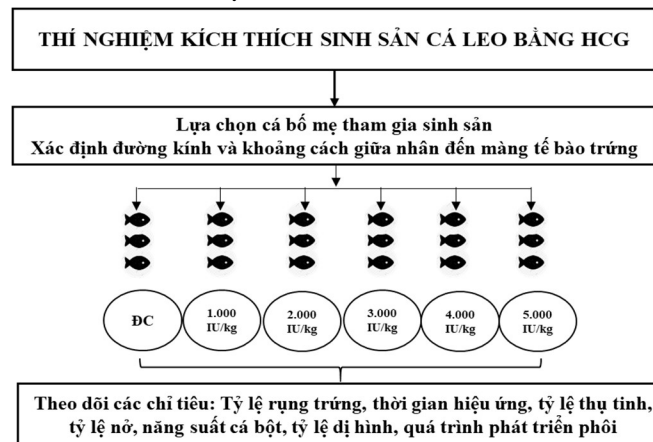 THÍ NGHIỆM KÍCH THÍCH SINH SẢN CÁ LEO BẰNG HCG
Lựa chọn cá bố mẹ tham gia sinh sản
Xác định đường kính và khoảng cách giữa nhân đến màng tế bào trứng
ĐC
1.000
IU/kg
2.000
IU/kg
3.000
IU/kg
4.000
IU/kg
5.000
IU/kg
Theo dõi các chỉ tiêu: Tỷ lệ rụng trứng, thời gian hiệu ứng, tỷ lệ thụ tinh,
tỷ lệ nở, năng suất cá bột, tỷ lệ dị hình, quá trình phát triển phôi